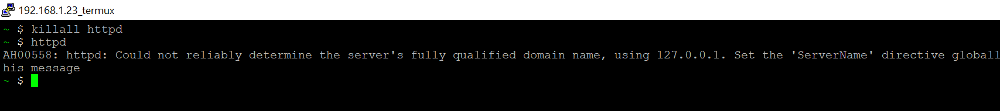 192.168.1.23_termux
~ $ killall httpd
~ $ httpd
AH00558: httpd: Could not reliably determine the server's fully qualified domain name, using 127.0.0.1. Set the 'ServerName' directive globall
his message
~ $